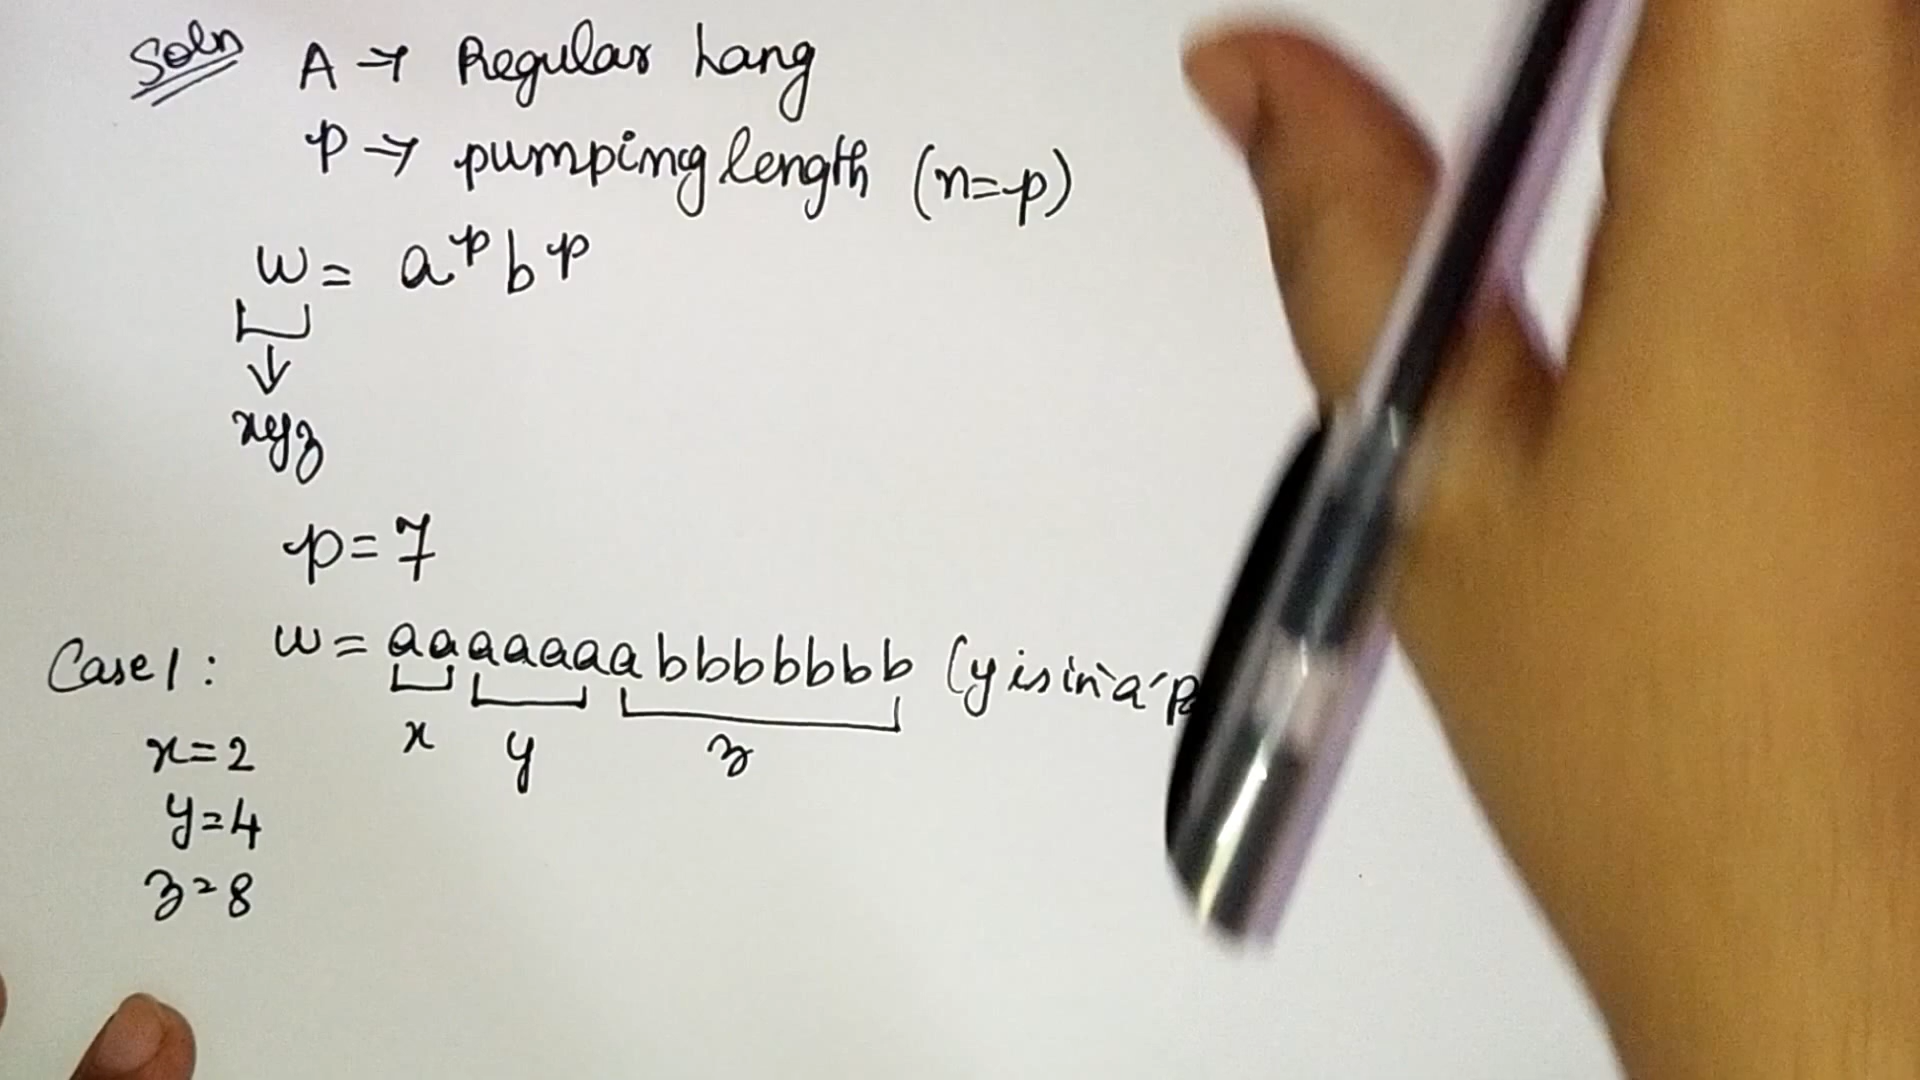 Soln A → Regular Lang
P → pumping length (n=p)
w = a^p b^p
↓
xyz
p=7
Case 1: w = aaaaaaabbbbbbb (y is in 'a'
x y z
x=2
y=4
z=8